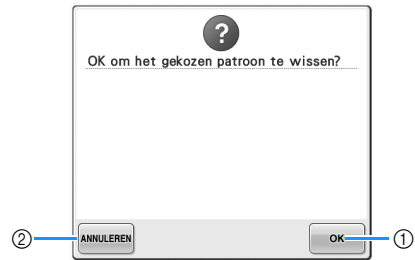 ?
OK om het gekozen patroon te wissen?
② ANNULEREN OK ①